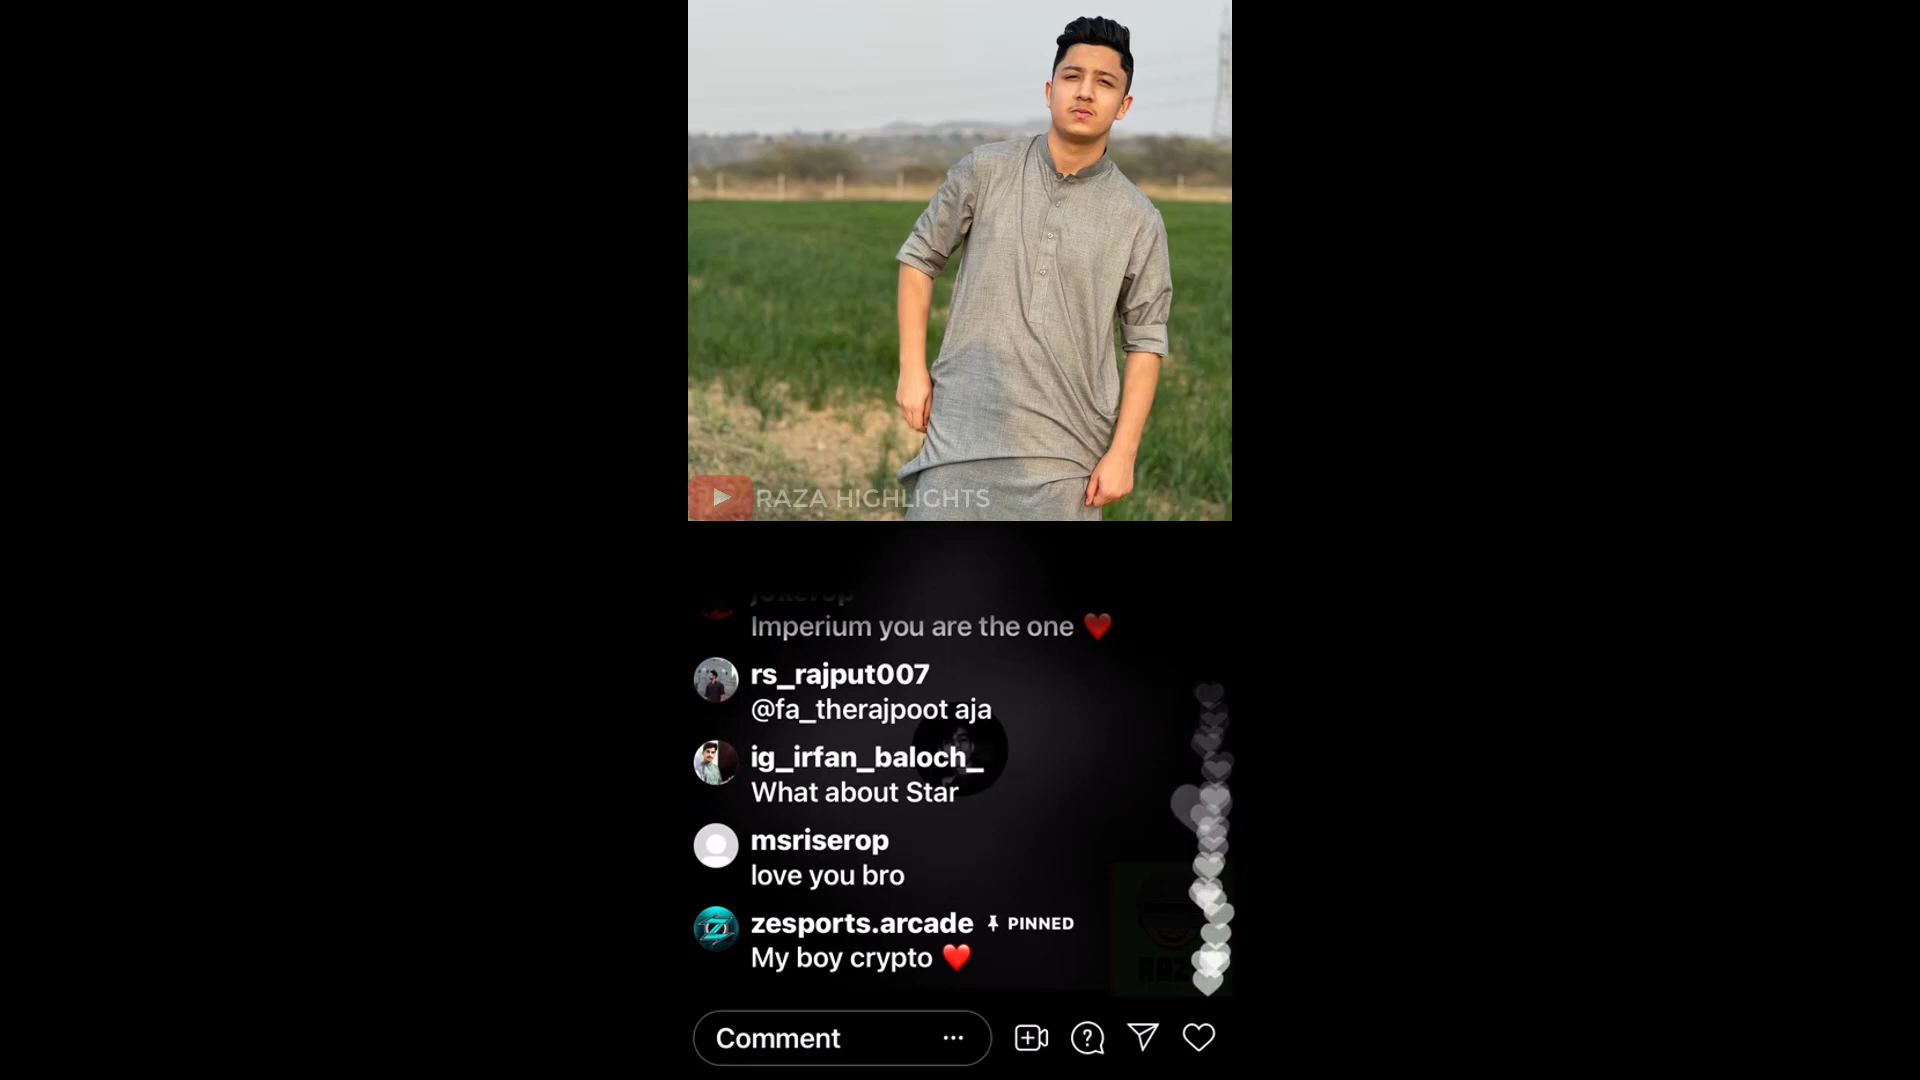 RAZA HIGHLIGHTS
jokerop
Imperium you are the one ❤️
rs_rajput007
@fa_therajpoot aja
ig_irfan_baloch_
What about Star
msriserop
love you bro
zesports.arcade PINNED
My boy crypto ❤️
Comment ...